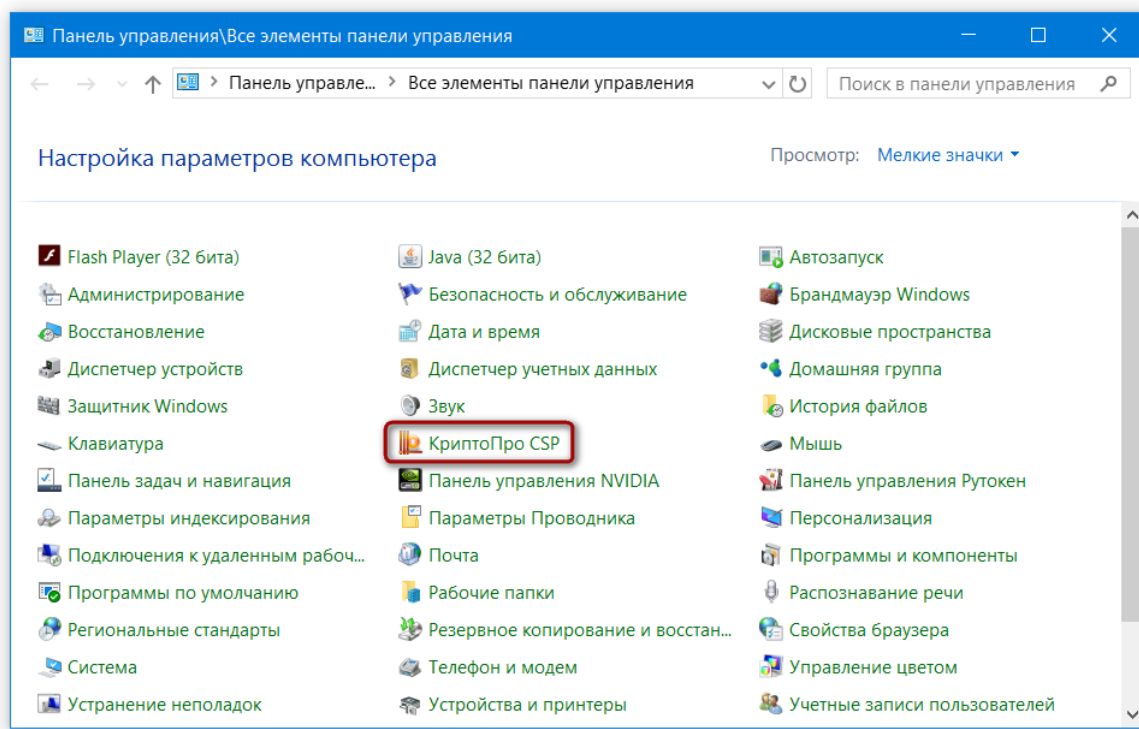 Панель управления\Все элементы панели управления
Панель управле... > Все элементы панели управления
Поиск в панели управления
Настройка параметров компьютера
Просмотр: Мелкие значки
Flash Player (32 бита) Java (32 бита) Автозапуск
Администрирование Безопасность и обслуживание Брандмауэр Windows
Восстановление Дата и время Дисковые пространства
Диспетчер устройств Диспетчер учетных данных Домашняя группа
Защитник Windows Звук История файлов
Клавиатура КриптоПро CSP Мышь
Панель задач и навигация Панель управления NVIDIA Панель управления Рутокен
Параметры индексирования Параметры Проводника Персонализация
Подключения к удаленным рабоч... Почта Программы и компоненты
Программы по умолчанию Рабочие папки Распознавание речи
Региональные стандарты Резервное копирование и восстан... Свойства браузера
Система Телефон и модем Управление цветом
Устранение неполадок Устройства и принтеры Учетные записи пользователей